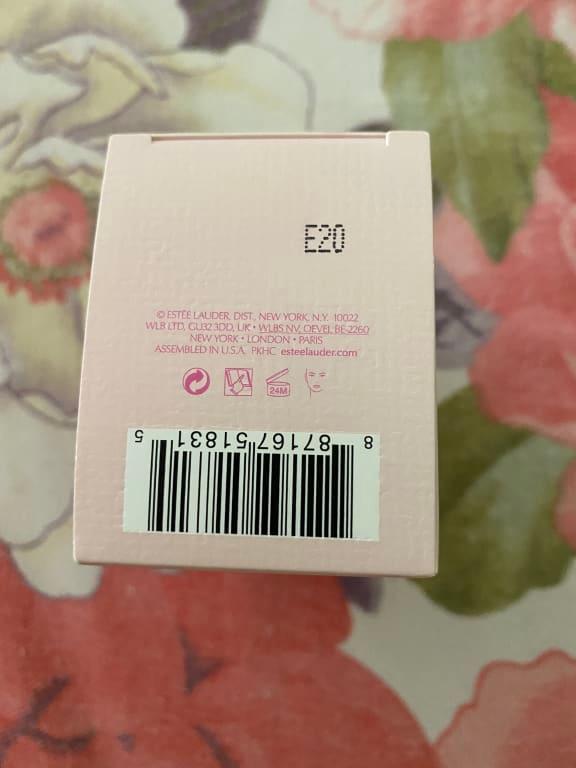 E20
© ESTĒE LAUDER, DIST., NEW YORK, N.Y. 10022
WLB LTD, GU32 3DD, UK • WLBS NV, OEVEL BE-2260
NEW YORK • LONDON • PARIS
ASSEMBLED IN U.S.A. PKHC esteelauder.com
24M
8 87167 51831 5